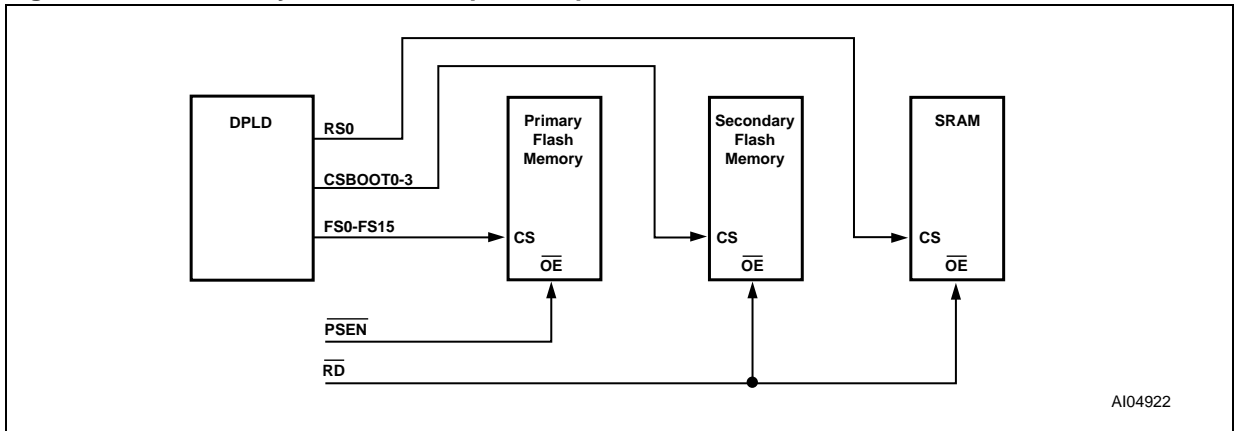 DPLD
RS0
CSBOOT0-3
FS0-FS15
Primary
Flash
Memory
CS
OE
Secondary
Flash
Memory
CS
OE
SRAM
CS
OE
PSEN
RD
AI04922